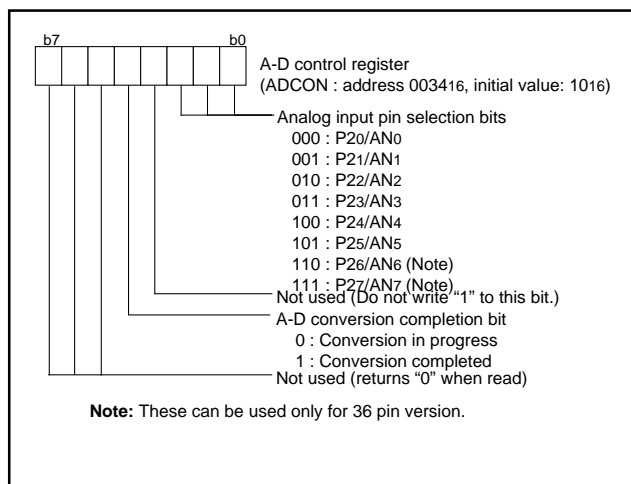 b7 b0
A-D control register
(ADCON : address 003416, initial value: 1016)
Analog input pin selection bits
000 : P20/AN0
001 : P21/AN1
010 : P22/AN2
011 : P23/AN3
100 : P24/AN4
101 : P25/AN5
110 : P26/AN6 (Note)
111 : P27/AN7 (Note)
Not used (Do not write “1” to this bit.)
A-D conversion completion bit
0 : Conversion in progress
1 : Conversion completed
Not used (returns “0” when read)
Note: These can be used only for 36 pin version.